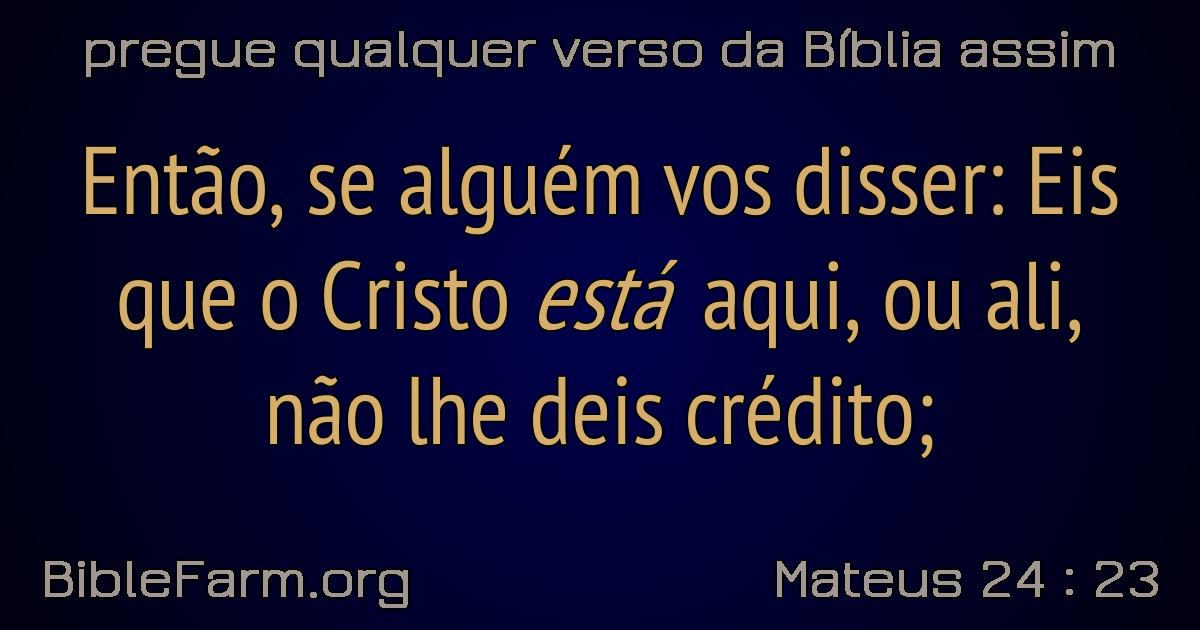 pregue qualquer verso da Bíblia assim
Então, se alguém vos disser: Eis
que o Cristo está aqui, ou ali,
não lhe deis crédito;
BibleFarm.org
Mateus 24 : 23